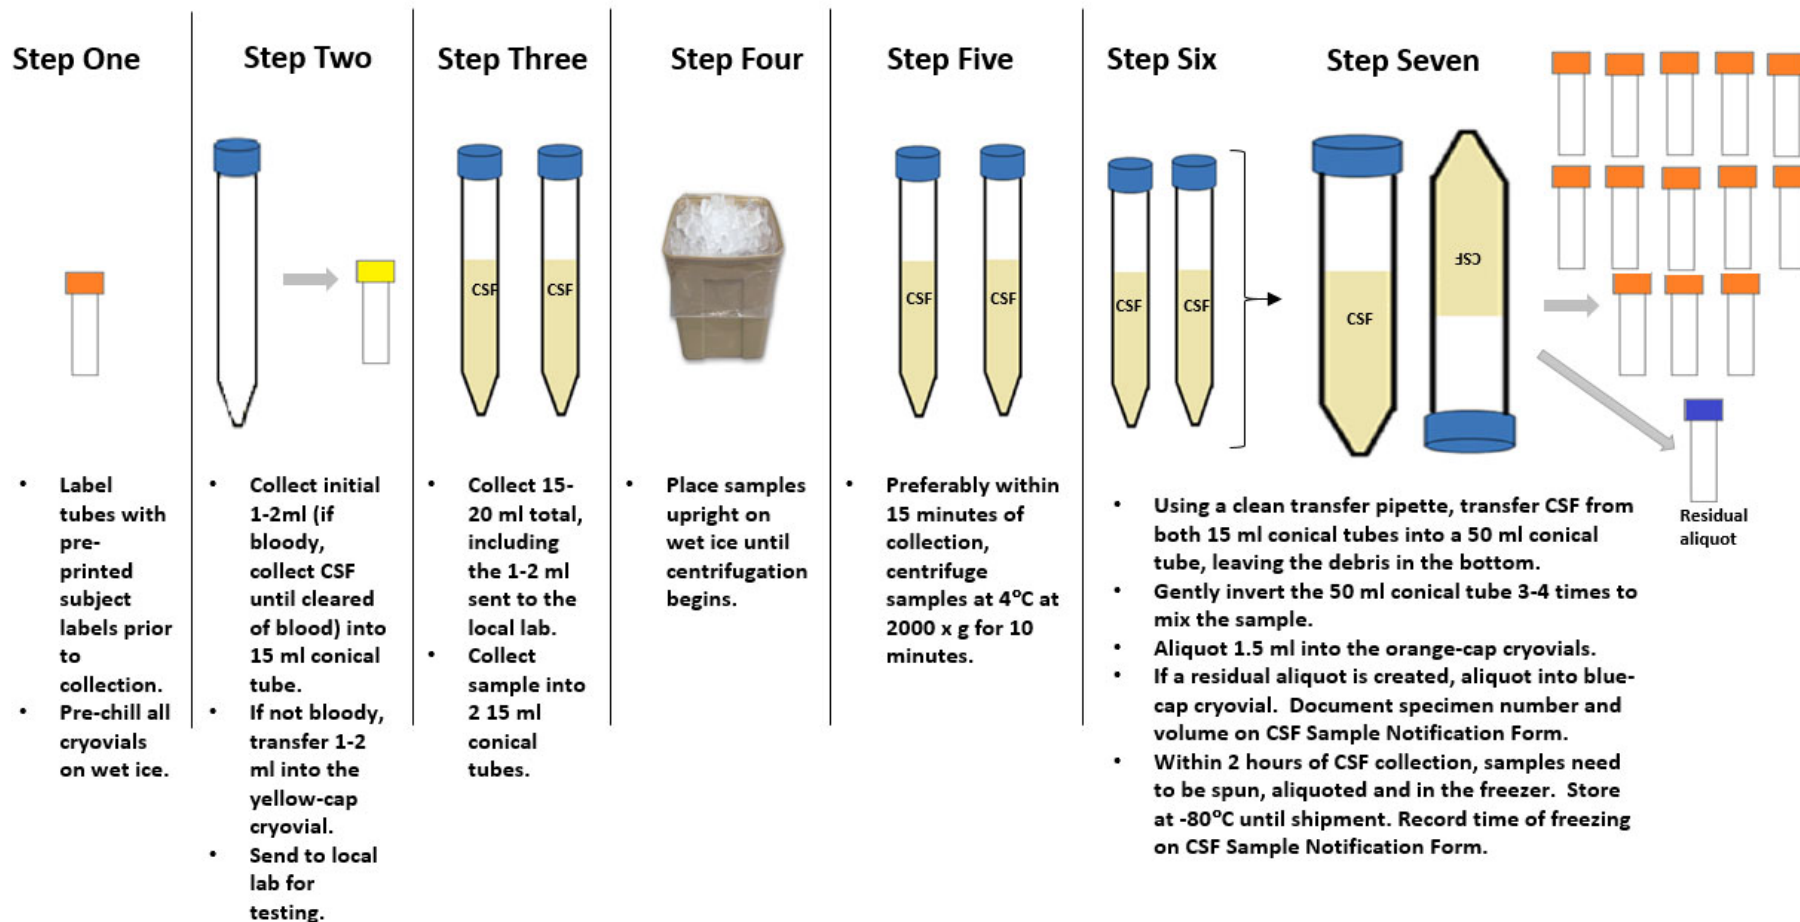 Step One
Label
tubes with
pre-
printed
subject
labels prior
to
collection.
Pre-chill all
cryovials
on wet ice.
Step Two
Collect initial
1-2ml (if
bloody,
collect CSF
until cleared
of blood) into
15 ml conical
tube.
If not bloody,
transfer 1-2
ml into the
yellow-cap
cryovial.
Send to local
lab for
testing.
Step Three
CSF
CSF
Collect 15-
20 ml total,
including
the 1-2 ml
sent to the
local lab.
Collect
sample into
2 15 ml
conical
tubes.
Step Four
Place samples
upright on
wet ice until
centrifugation
begins.
Step Five
CSF
CSF
Preferably within
15 minutes of
collection,
centrifuge
samples at 4°C at
2000 x g for 10
minutes.
Step Six
CSF
CSF
Step Seven
CSF
CSF
Using a clean transfer pipette, transfer CSF from
both 15 ml conical tubes into a 50 ml conical
tube, leaving the debris in the bottom.
Gently invert the 50 ml conical tube 3-4 times to
mix the sample.
Aliquot 1.5 ml into the orange-cap cryovials.
If a residual aliquot is created, aliquot into blue-
cap cryovial. Document specimen number and
volume on CSF Sample Notification Form.
Within 2 hours of CSF collection, samples need
to be spun, aliquoted and in the freezer. Store
at -80°C until shipment. Record time of freezing
on CSF Sample Notification Form.
Residual
aliquot